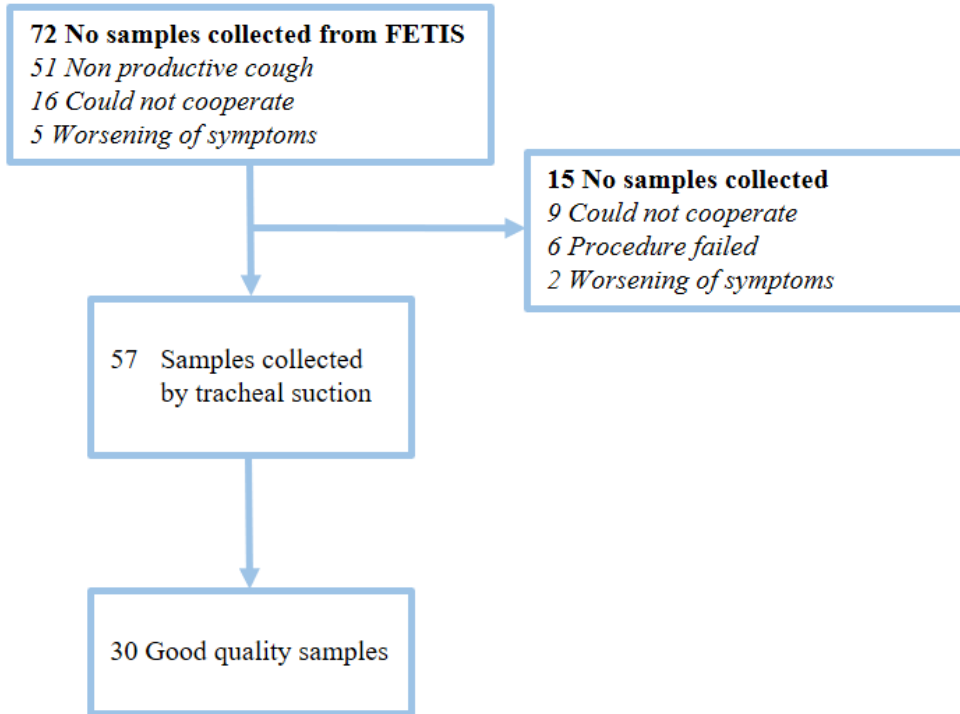 72 No samples collected from FETIS
51 Non productive cough
16 Could not cooperate
5 Worsening of symptoms
15 No samples collected
9 Could not cooperate
6 Procedure failed
2 Worsening of symptoms
57 Samples collected
by tracheal suction
30 Good quality samples